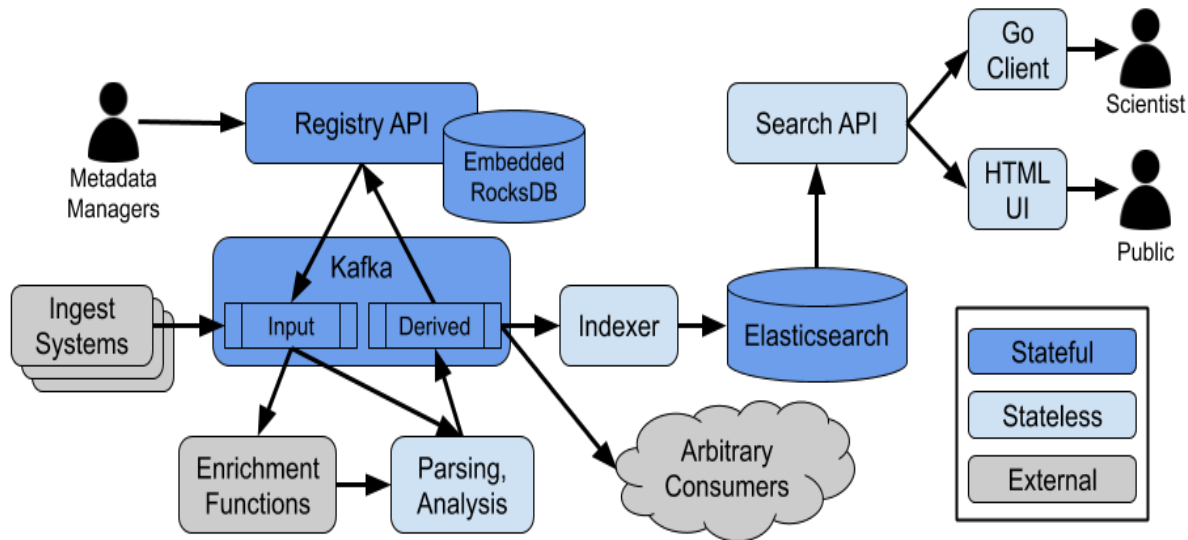 Go
Client
Scientist
Registry API
Search API
Embedded
RocksDB
Metadata
Managers
HTML
UI
Public
Kafka
Ingest
Systems
Input
Derived
Indexer
Elasticsearch
Stateful
Stateless
External
Enrichment
Functions
Parsing,
Analysis
Arbitrary
Consumers